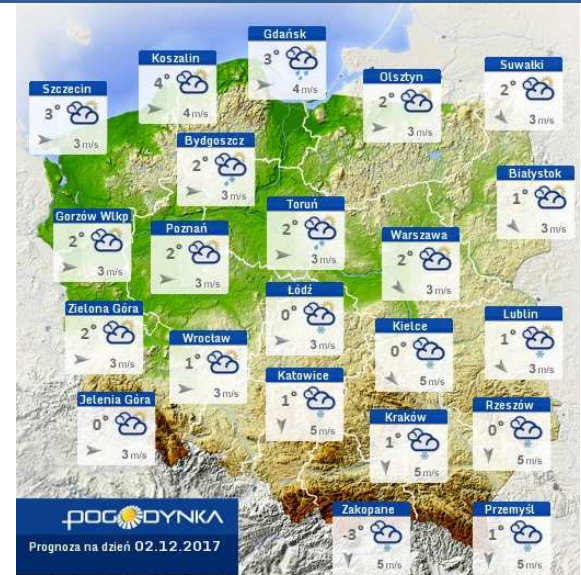 Gdańsk
3°
4 m/s
Koszalin
4°
4 m/s
Suwałki
2°
3 m/s
Olsztyn
2°
3 m/s
Szczecin
3°
3 m/s
Bydgoszcz
2°
3 m/s
Białystok
1°
3 m/s
Toruń
2°
3 m/s
Gorzów Wlkp
2°
3 m/s
Poznań
2°
3 m/s
Warszawa
2°
3 m/s
Łódź
0°
3 m/s
Zielona Góra
2°
3 m/s
Lublin
1°
3 m/s
Kielce
0°
5 m/s
Wrocław
1°
3 m/s
Katowice
1°
5 m/s
Jelenia Góra
0°
3 m/s
Rzeszów
0°
5 m/s
Kraków
1°
5 m/s
Zakopane
-3°
5 m/s
Przemyśl
1°
5 m/s
POGODYNKA
Prognoza na dzień 02.12.2017